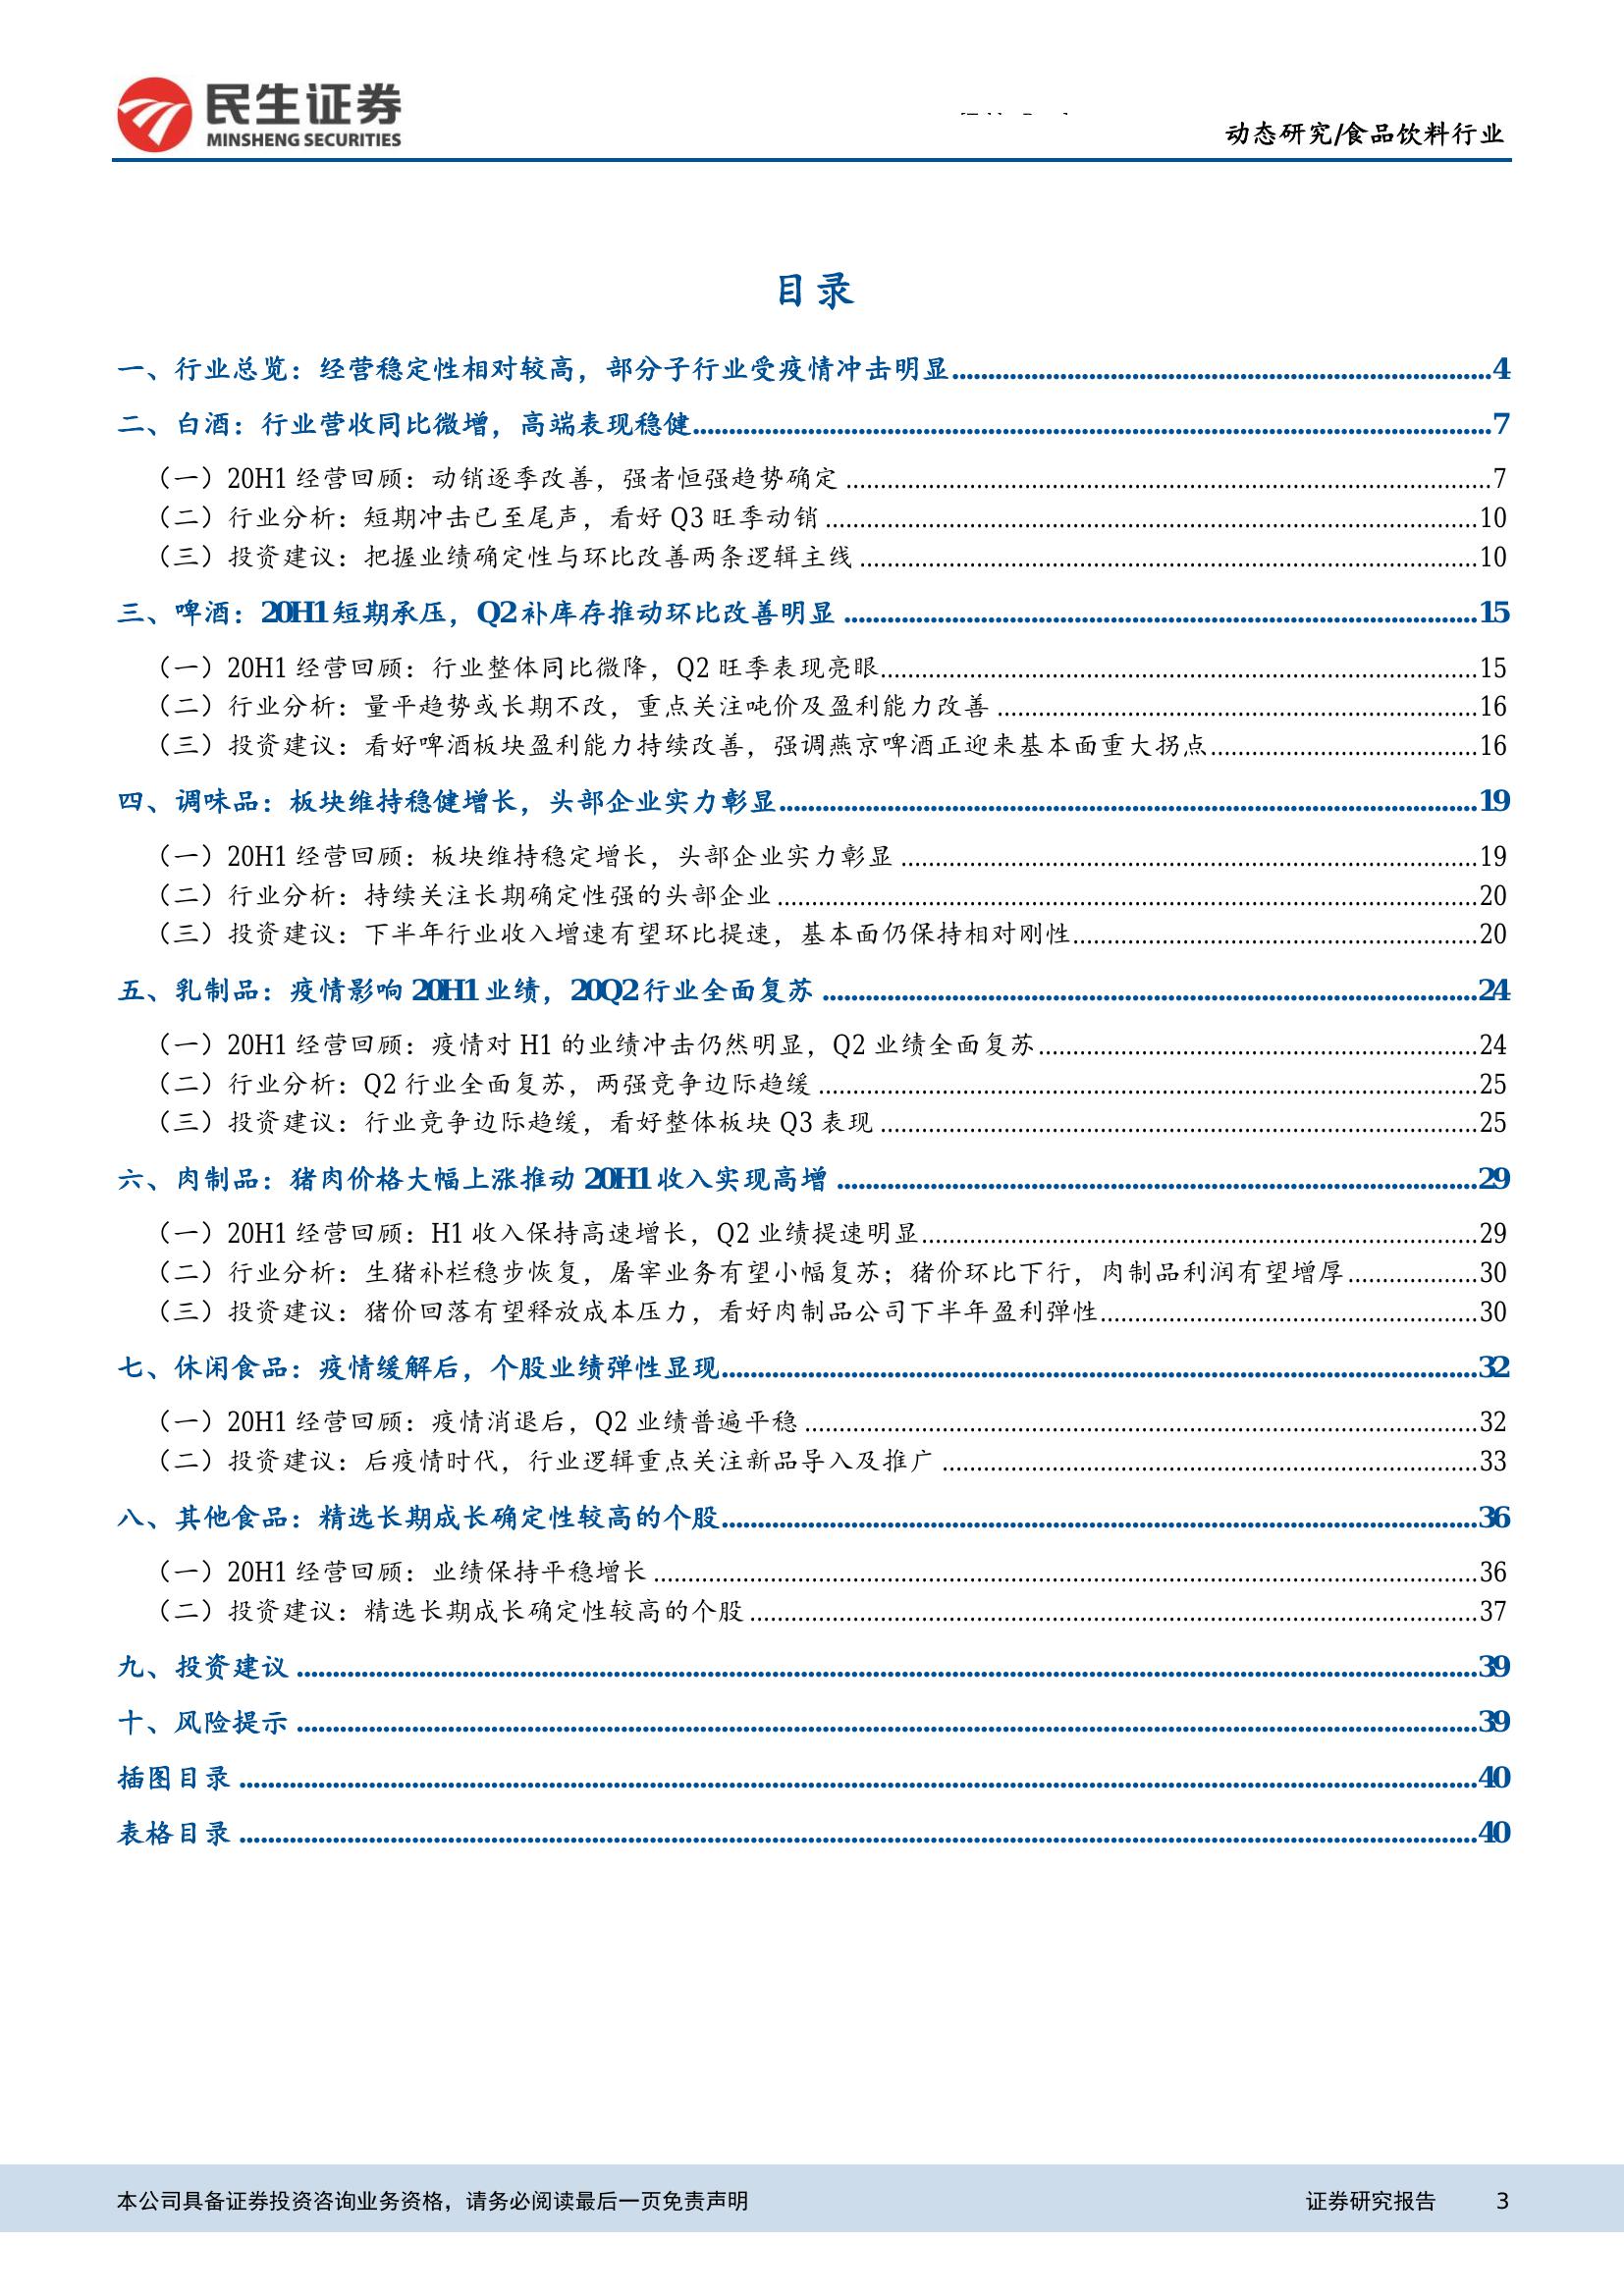 民生证券
MINSHENG SECURITIES
动态研究/食品饮料行业
目录
一、行业总览：经营稳定性相对较高，部分子行业受疫情冲击明显........4
二、白酒：行业营收同比微增，高端表现稳健........7
（一）20H1 经营回顾：动销逐季改善，强者恒强趋势确定........7
（二）行业分析：短期冲击已至尾声，看好 Q3 旺季动销........10
（三）投资建议：把握业绩确定性与环比改善两条逻辑主线........10
三、啤酒：20H1 短期承压，Q2 补库存推动环比改善明显........15
（一）20H1 经营回顾：行业整体同比微降，Q2 旺季表现亮眼........15
（二）行业分析：量平趋势或长期不改，重点关注吨价及盈利能力改善........16
（三）投资建议：看好啤酒板块盈利能力持续改善，强调燕京啤酒正迎来基本面重大拐点........16
四、调味品：板块维持稳健增长，头部企业实力彰显........19
（一）20H1 经营回顾：板块维持稳定增长，头部企业实力彰显........19
（二）行业分析：持续关注长期确定性强的头部企业........20
（三）投资建议：下半年行业收入增速有望环比提速，基本面仍保持相对刚性........20
五、乳制品：疫情影响 20H1 业绩，20Q2 行业全面复苏........24
（一）20H1 经营回顾：疫情对 H1 的业绩冲击仍然明显，Q2 业绩全面复苏........24
（二）行业分析：Q2 行业全面复苏，两强竞争边际趋缓........25
（三）投资建议：行业竞争边际趋缓，看好整体板块 Q3 表现........25
六、肉制品：猪肉价格大幅上涨推动 20H1 收入实现高增........29
（一）20H1 经营回顾：H1 收入保持高速增长，Q2 业绩提速明显........29
（二）行业分析：生猪补栏稳步恢复，屠宰业务有望小幅复苏；猪价环比下行，肉制品利润有望增厚........30
（三）投资建议：猪价回落有望释放成本压力，看好肉制品公司下半年盈利弹性........30
七、休闲食品：疫情缓解后，个股业绩弹性显现........32
（一）20H1 经营回顾：疫情消退后，Q2 业绩普遍平稳........32
（二）投资建议：后疫情时代，行业逻辑重点关注新品导入及推广........33
八、其他食品：精选长期成长确定性较高的个股........36
（一）20H1 经营回顾：业绩保持平稳增长........36
（二）投资建议：精选长期成长确定性较高的个股........37
九、投资建议........39
十、风险提示........39
插图目录........40
表格目录........40
本公司具备证券投资咨询业务资格，请务必阅读最后一页免责声明
证券研究报告 3